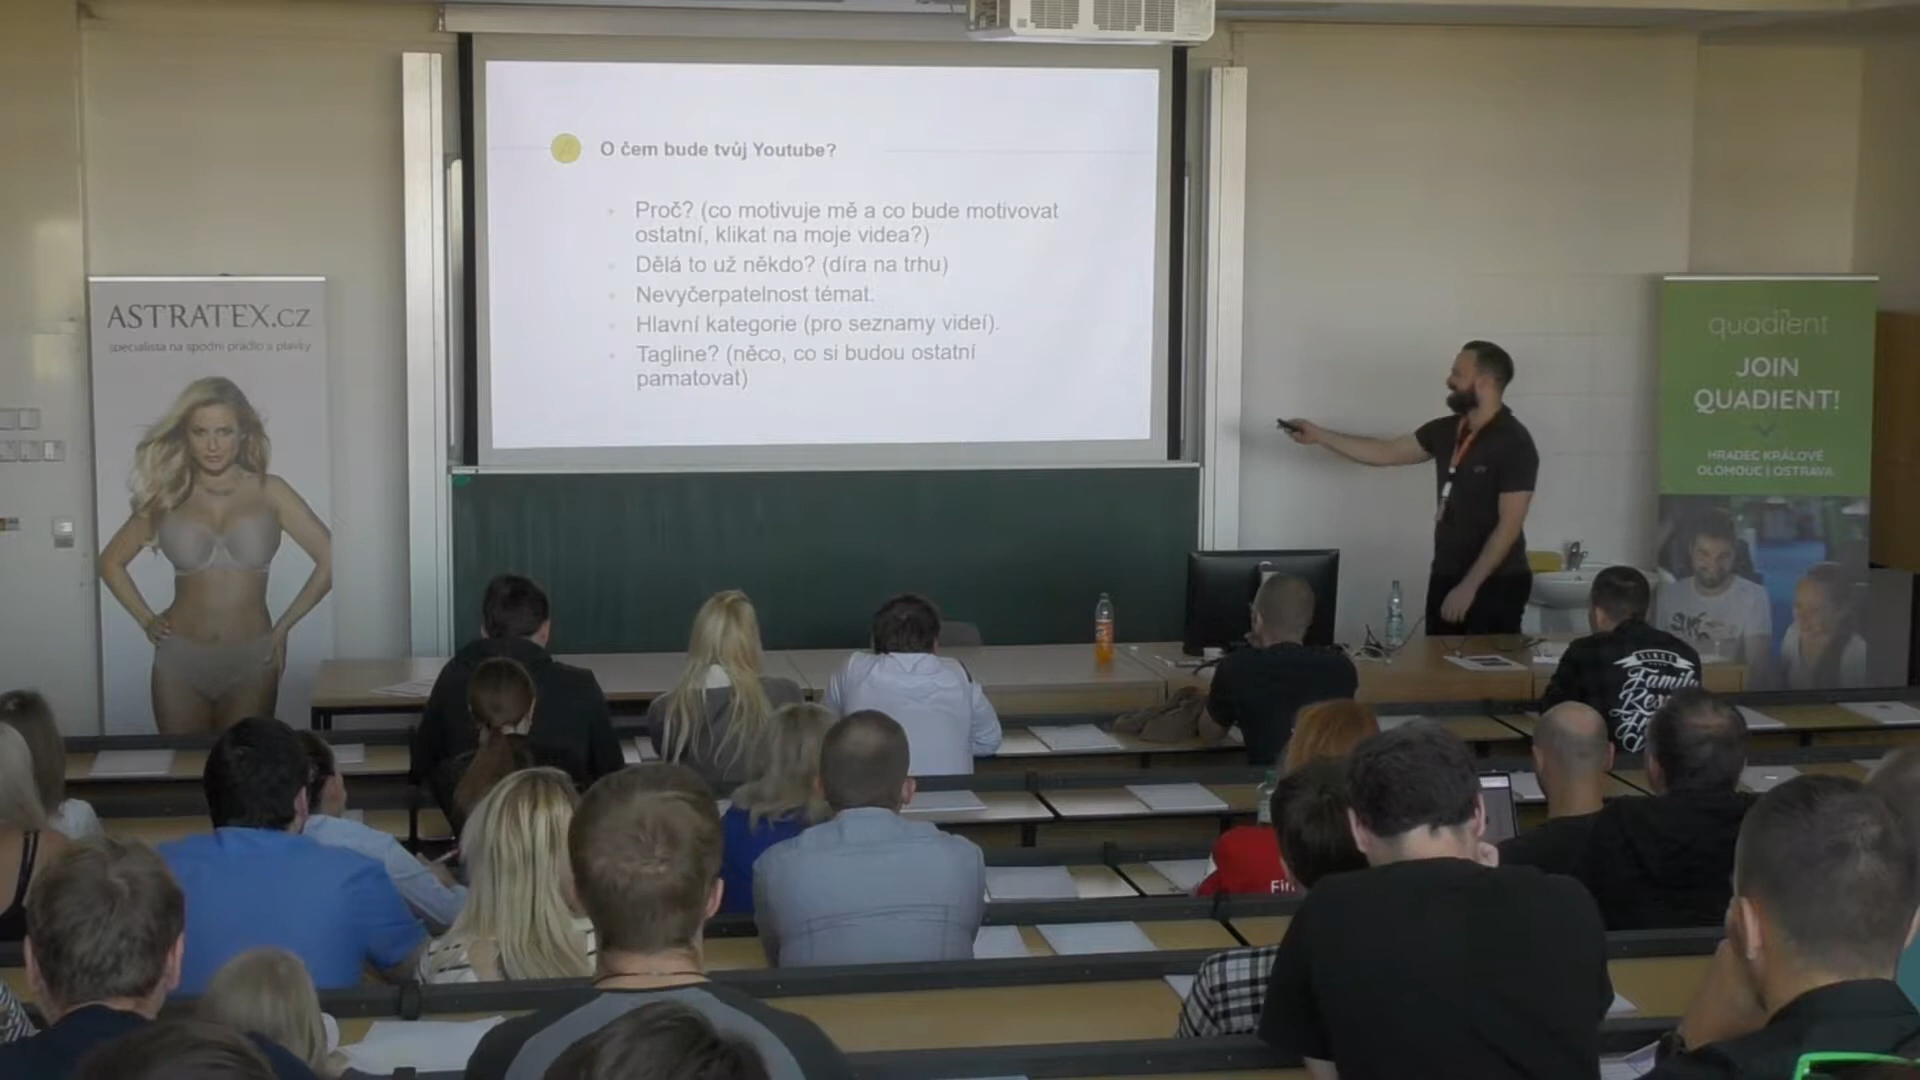 O čem bude tvůj Youtube?
Proč? (co motivuje mě a co bude motivovat
ostatní, klikat na moje videa?)
Dělá to už někdo? (díra na trhu)
Nevyčerpatelnost témat.
Hlavní kategorie (pro seznamy videí).
Tagline? (něco, co si budou ostatní
pamatovat)
ASTRATEX.cz
specialista na spodní prádlo a plavky
quadient
JOIN
QUADIENT!
HRADEC KRÁLOVÉ
OLOMOUC | OSTRAVA
SINCE
Family